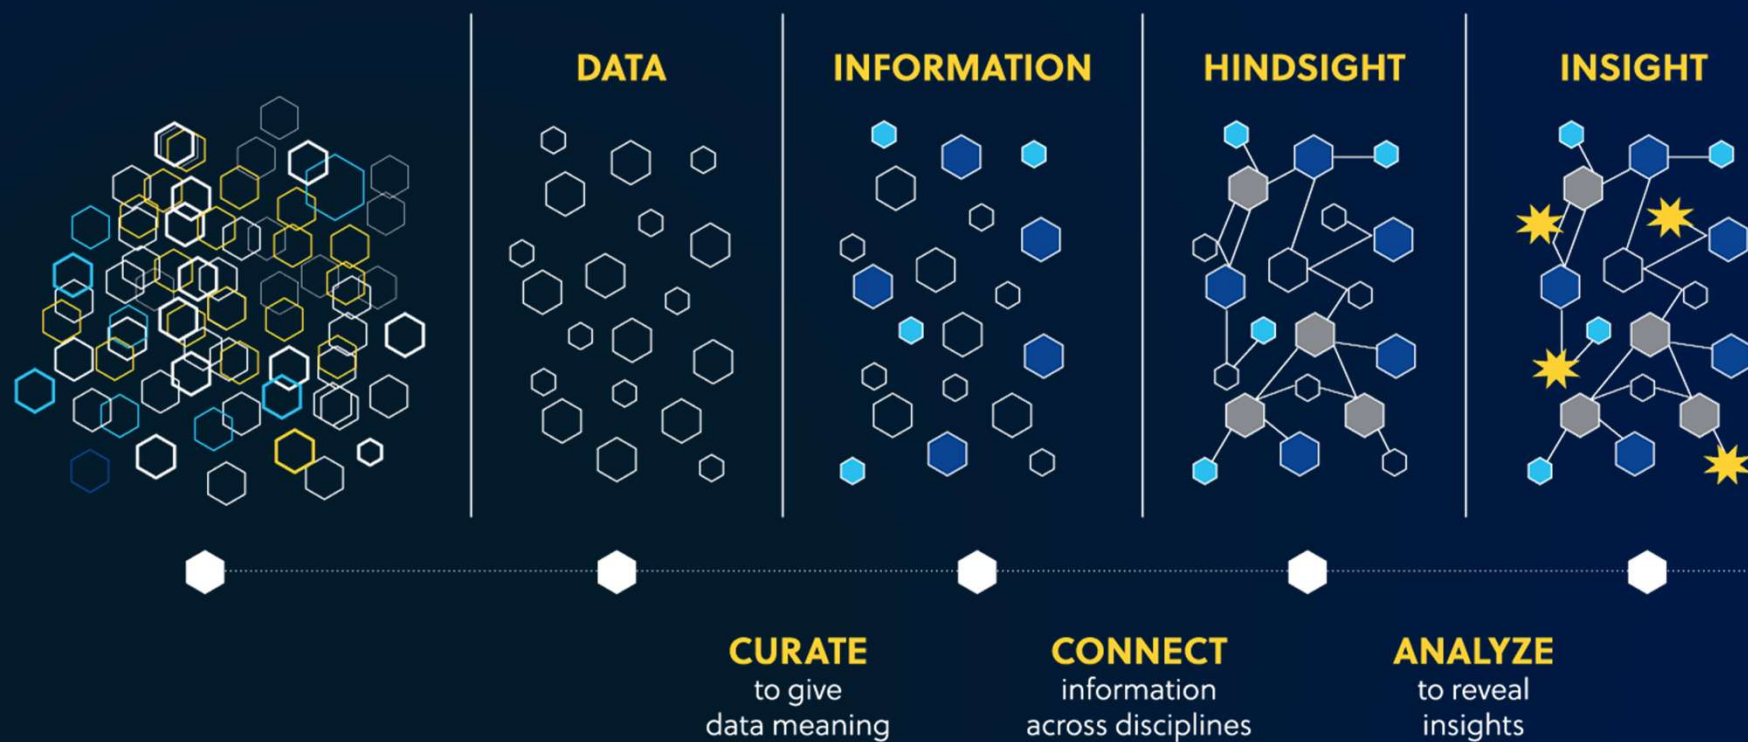 DATA
INFORMATION
HINDSIGHT
INSIGHT
CURATE
to give
data meaning
CONNECT
information
across disciplines
ANALYZE
to reveal
insights